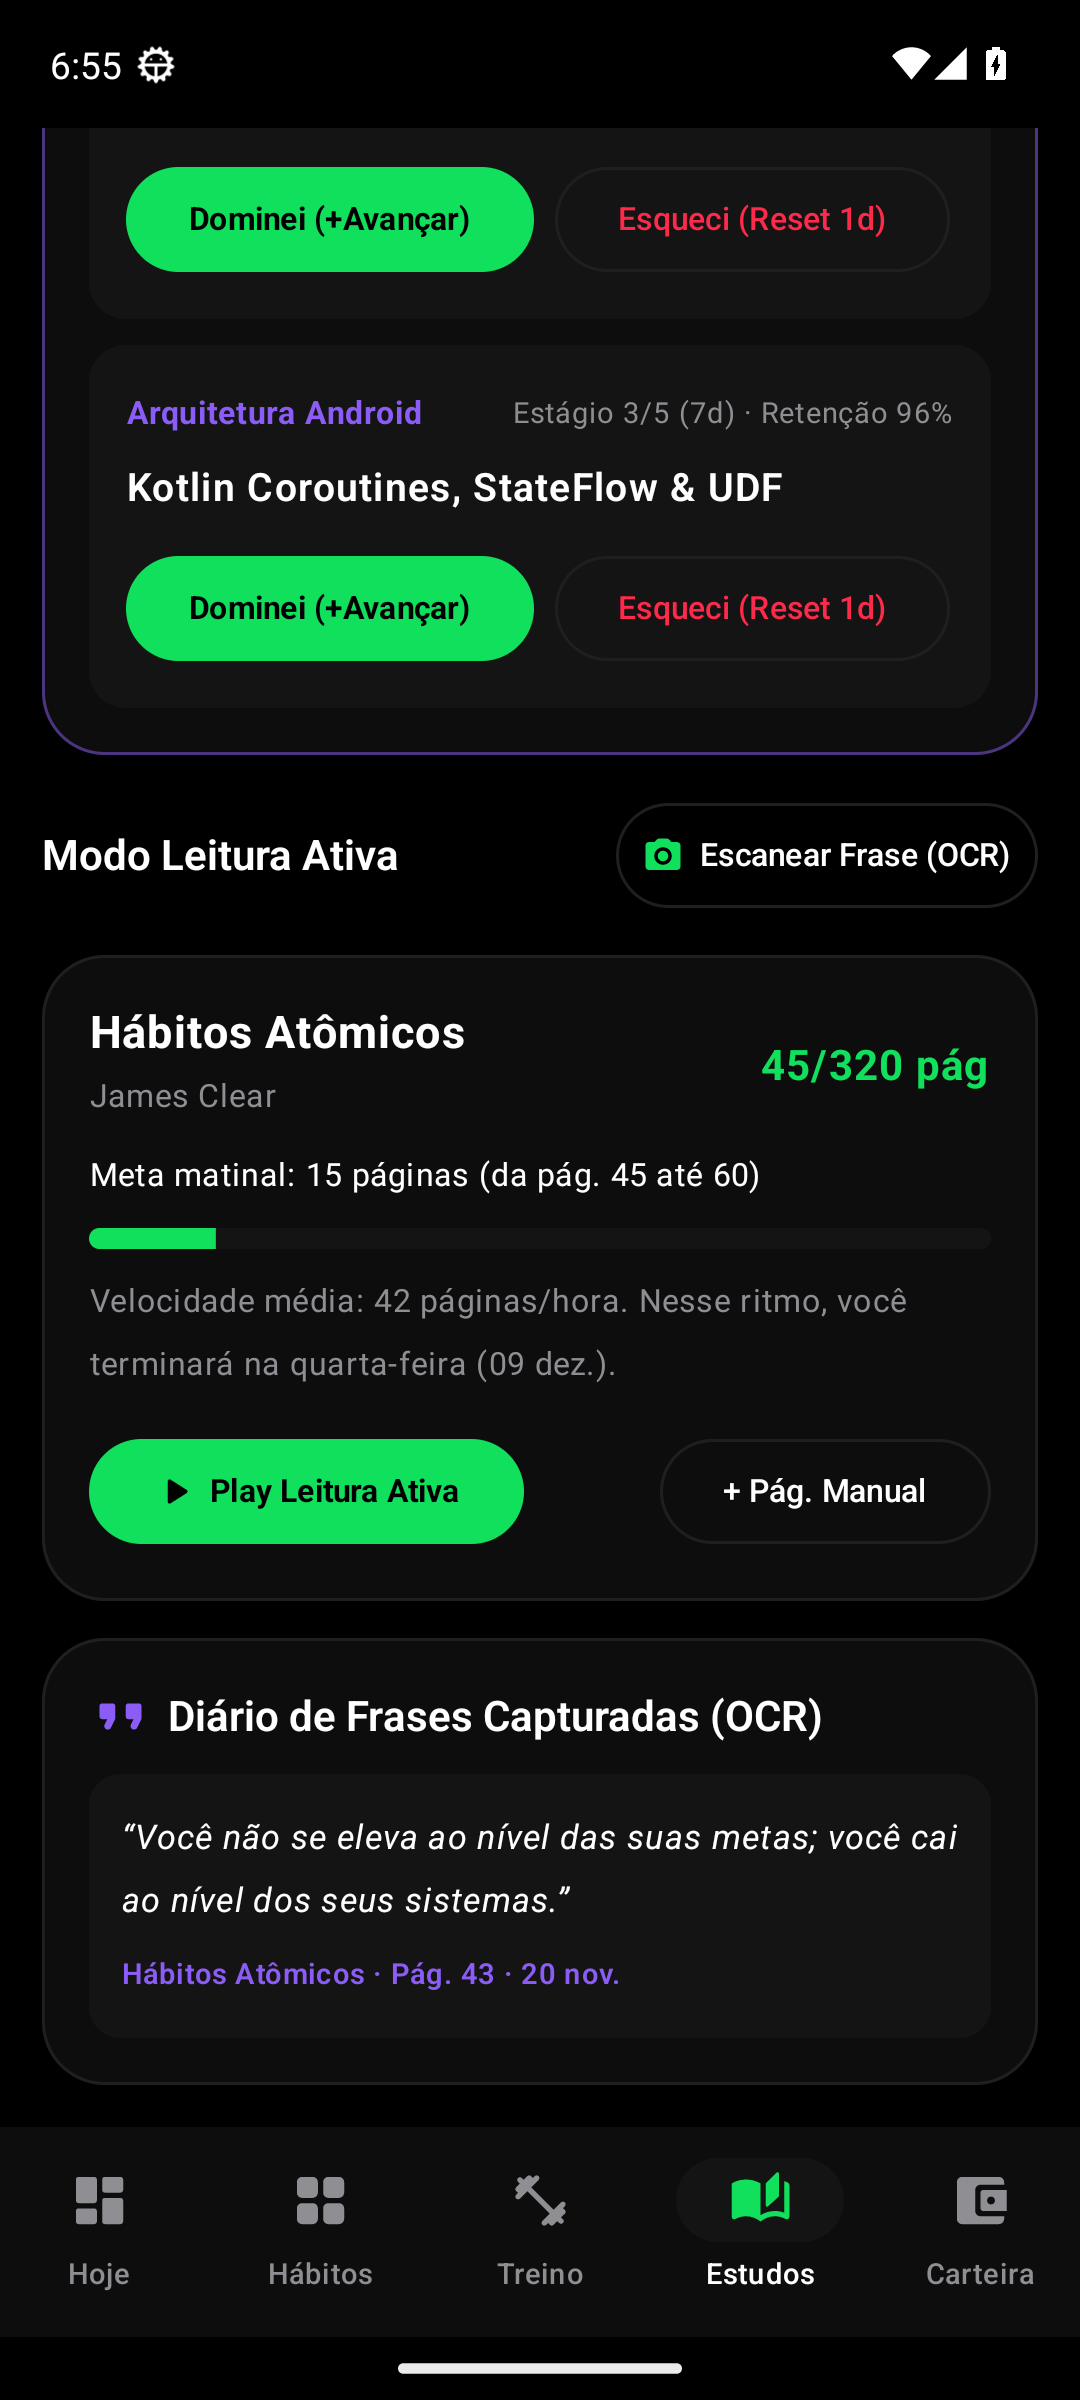 6:55
Dominei (+Avançar)
Esqueci (Reset 1d)
Arquitetura Android
Estágio 3/5 (7d) · Retenção 96%
Kotlin Coroutines, StateFlow & UDF
Dominei (+Avançar)
Esqueci (Reset 1d)
Modo Leitura Ativa
Escanear Frase (OCR)
Hábitos Atômicos
45/320 pág
James Clear
Meta matinal: 15 páginas (da pág. 45 até 60)
Velocidade média: 42 páginas/hora. Nesse ritmo, você
terminará na quarta-feira (09 dez.).
Play Leitura Ativa
+ Pág. Manual
Diário de Frases Capturadas (OCR)
“Você não se eleva ao nível das suas metas; você cai
ao nível dos seus sistemas.”
Hábitos Atômicos · Pág. 43 · 20 nov.
Hoje
Hábitos
Treino
Estudos
Carteira